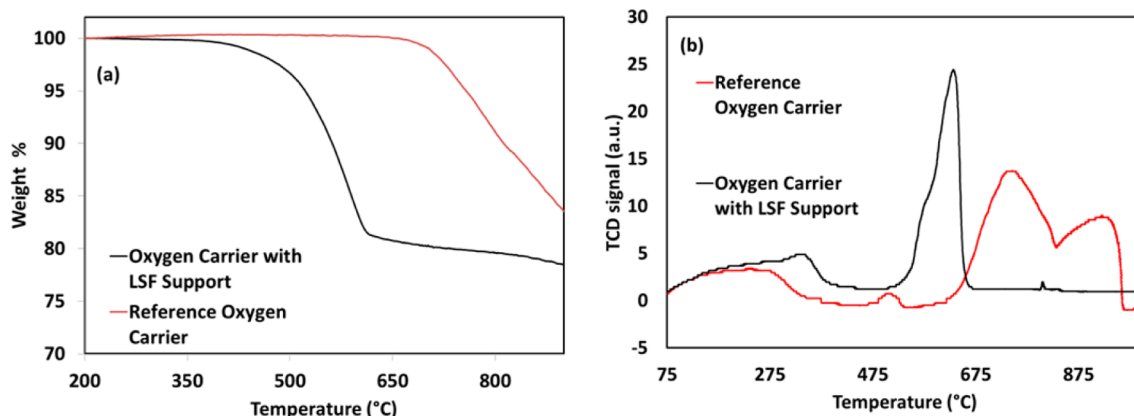 100
95
90
85
80
75
70
Weight %
(a)
Oxygen Carrier with
LSF Support
Reference Oxygen
Carrier
200
350
500
650
800
Temperature (°C)
30
25
20
15
10
5
0
-5
TCD signal (a.u.)
(b)
Reference
Oxygen Carrier
Oxygen Carrier
with LSF Support
75
275
475
675
875
Temperature (°C)